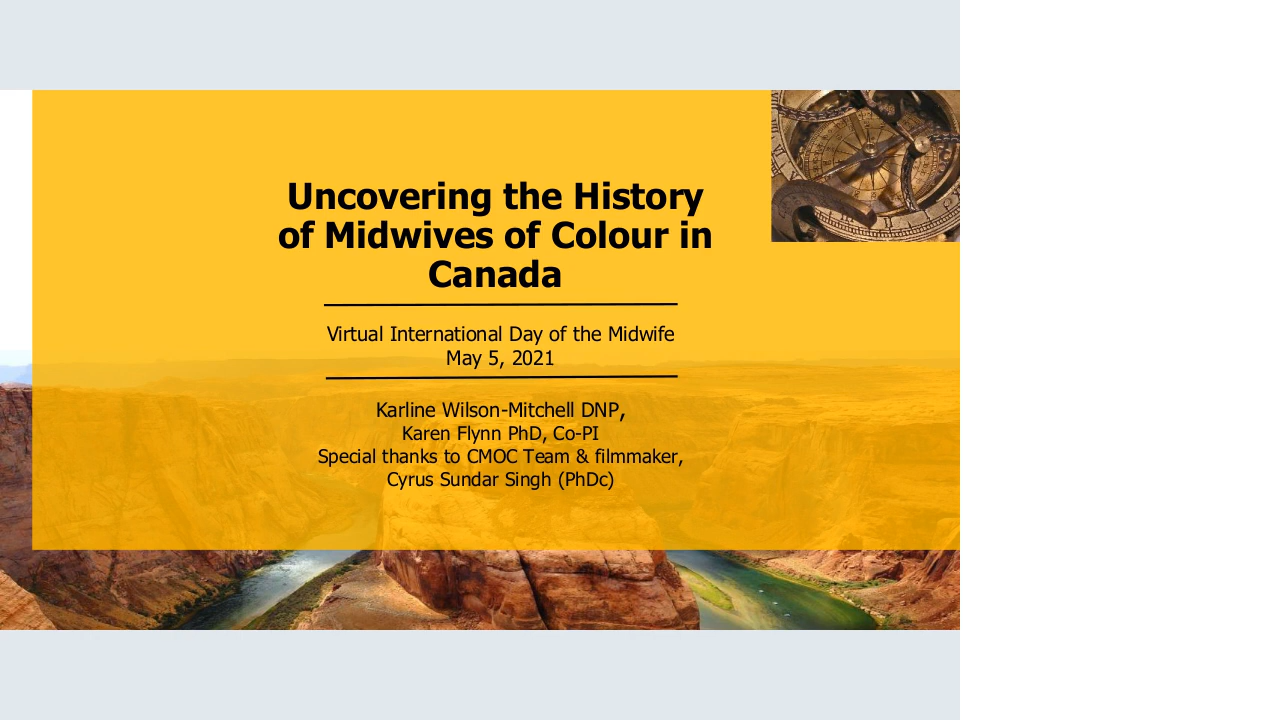 Uncovering the History
of Midwives of Colour in
Canada
Virtual International Day of the Midwife
May 5, 2021
Karline Wilson-Mitchell DNP,
Karen Flynn PhD, Co-PI
Special thanks to CMOC Team & filmmaker,
Cyrus Sundar Singh (PhDc)